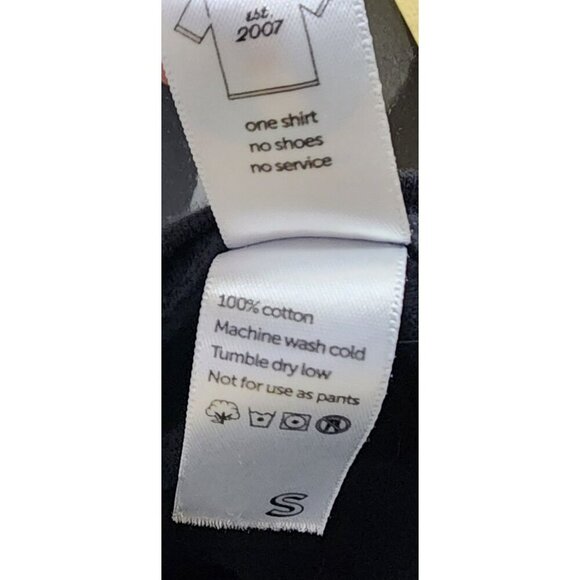 est.
2007
one shirt
no shoes
no service
100% cotton
Machine wash cold
Tumble dry low
Not for use as pants
S